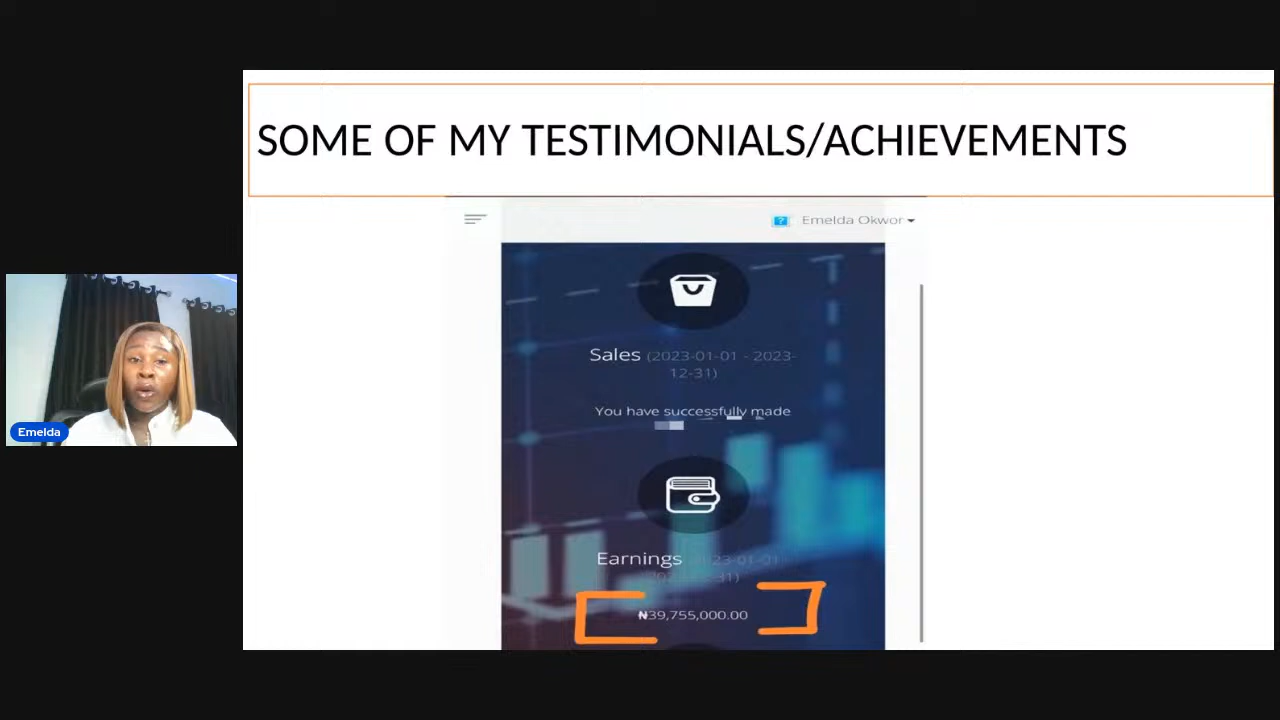 SOME OF MY TESTIMONIALS/ACHIEVEMENTS
? Emelda Okwor
Sales (2023-01-01 - 2023-
12-31)
You have successfully made
Emelda
Earnings
₦39,755,000.00